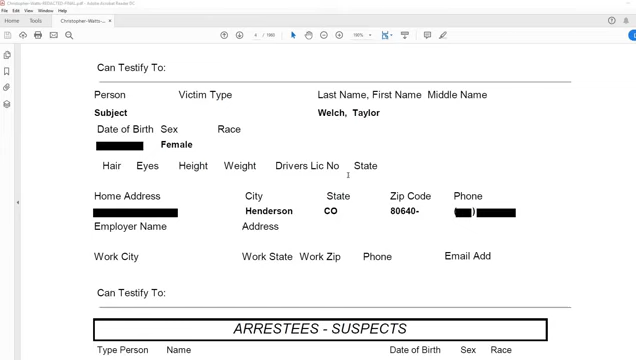 Christopher-Watts-REDACTED-FINAL.pdf - Adobe Acrobat Reader DC
File Edit View Window Help
Home Tools Christopher-Watts-... ×
4 / 1960
190%
Can Testify To:
Person Victim Type Last Name, First Name Middle Name
Subject Welch, Taylor
Date of Birth Sex Race
Female
Hair Eyes Height Weight Drivers Lic No State
Home Address City State Zip Code Phone
Henderson CO 80640- ( )
Employer Name Address
Work City Work State Work Zip Phone Email Add
Can Testify To:
ARRESTEES - SUSPECTS
Type Person Name Date of Birth Sex Race